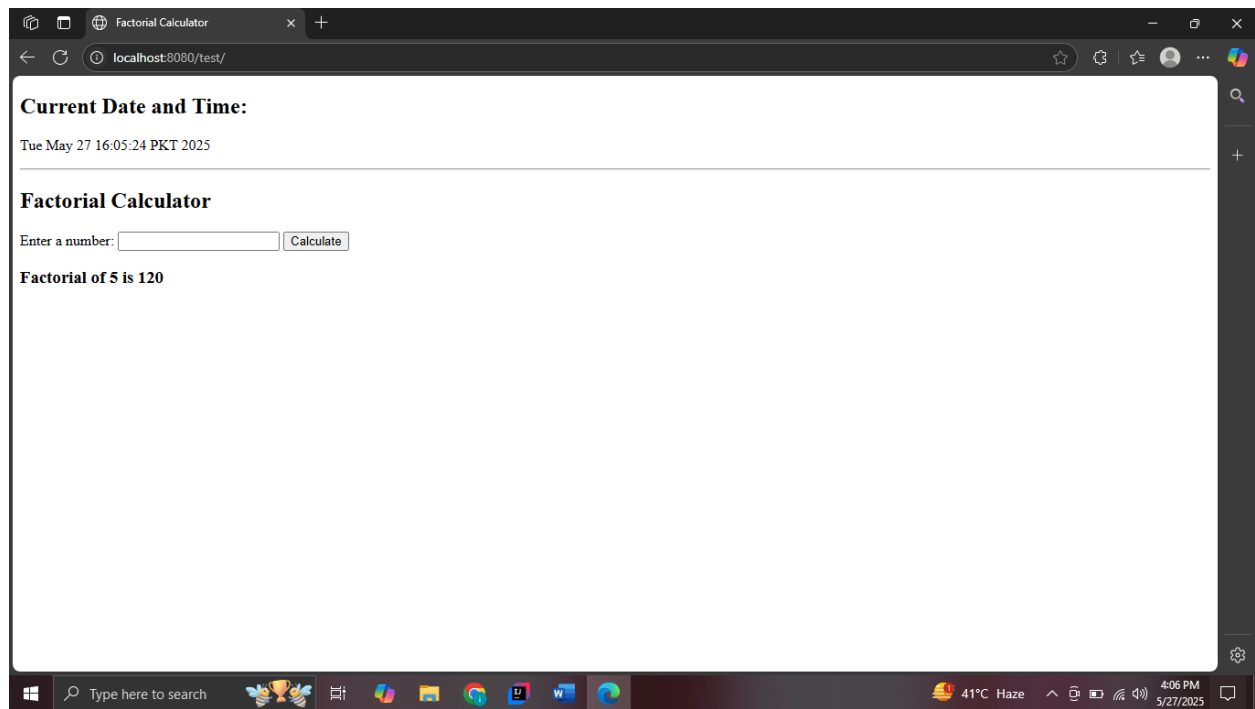 Factorial Calculator
localhost:8080/test/
Current Date and Time:
Tue May 27 16:05:24 PKT 2025
Factorial Calculator
Enter a number: Calculate
Factorial of 5 is 120
Type here to search
41°C Haze
4:06 PM
5/27/2025